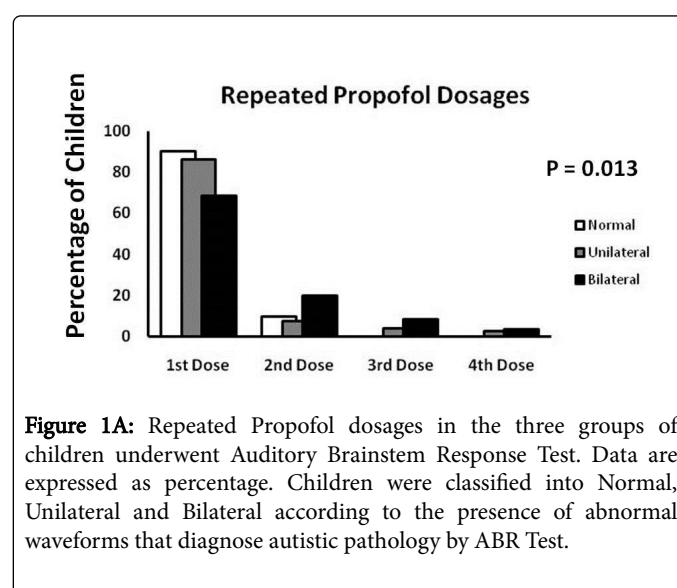 Repeated Propofol Dosages
Percentage of Children
100
80
60
40
20
0
P = 0.013
Normal
Unilateral
Bilateral
1st Dose 2nd Dose 3rd Dose 4th Dose
Figure 1A: Repeated Propofol dosages in the three groups of
children underwent Auditory Brainstem Response Test. Data are
expressed as percentage. Children were classified into Normal,
Unilateral and Bilateral according to the presence of abnormal
waveforms that diagnose autistic pathology by ABR Test.